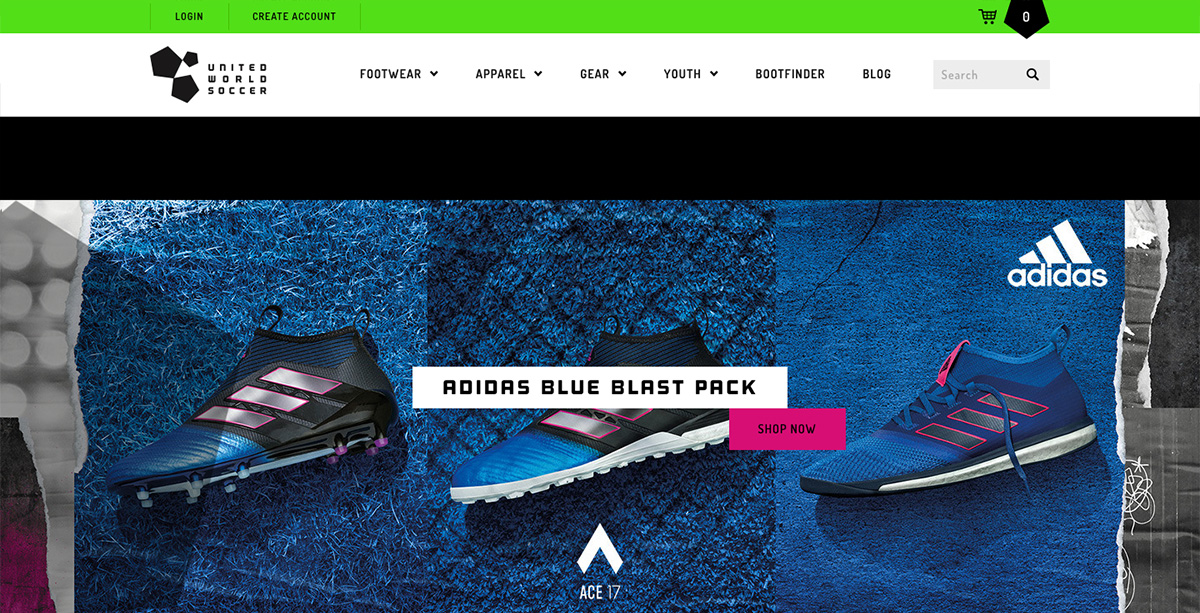 LOGIN
CREATE ACCOUNT
0
UNITED
WORLD
SOCCER
FOOTWEAR
APPAREL
GEAR
YOUTH
BOOTFINDER
BLOG
Search
adidas
ADIDAS BLUE BLAST PACK
SHOP NOW
ACE 17